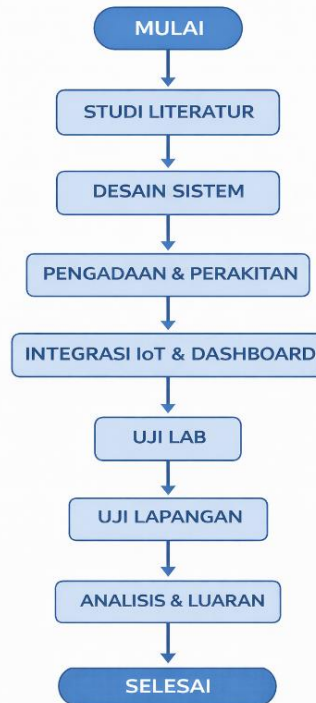 MULAI
STUDI LITERATUR
DESAIN SISTEM
PENGADAAN & PERAKITAN
INTEGRASI IoT & DASHBOARD
UJI LAB
UJI LAPANGAN
ANALISIS & LUARAN
SELESAI